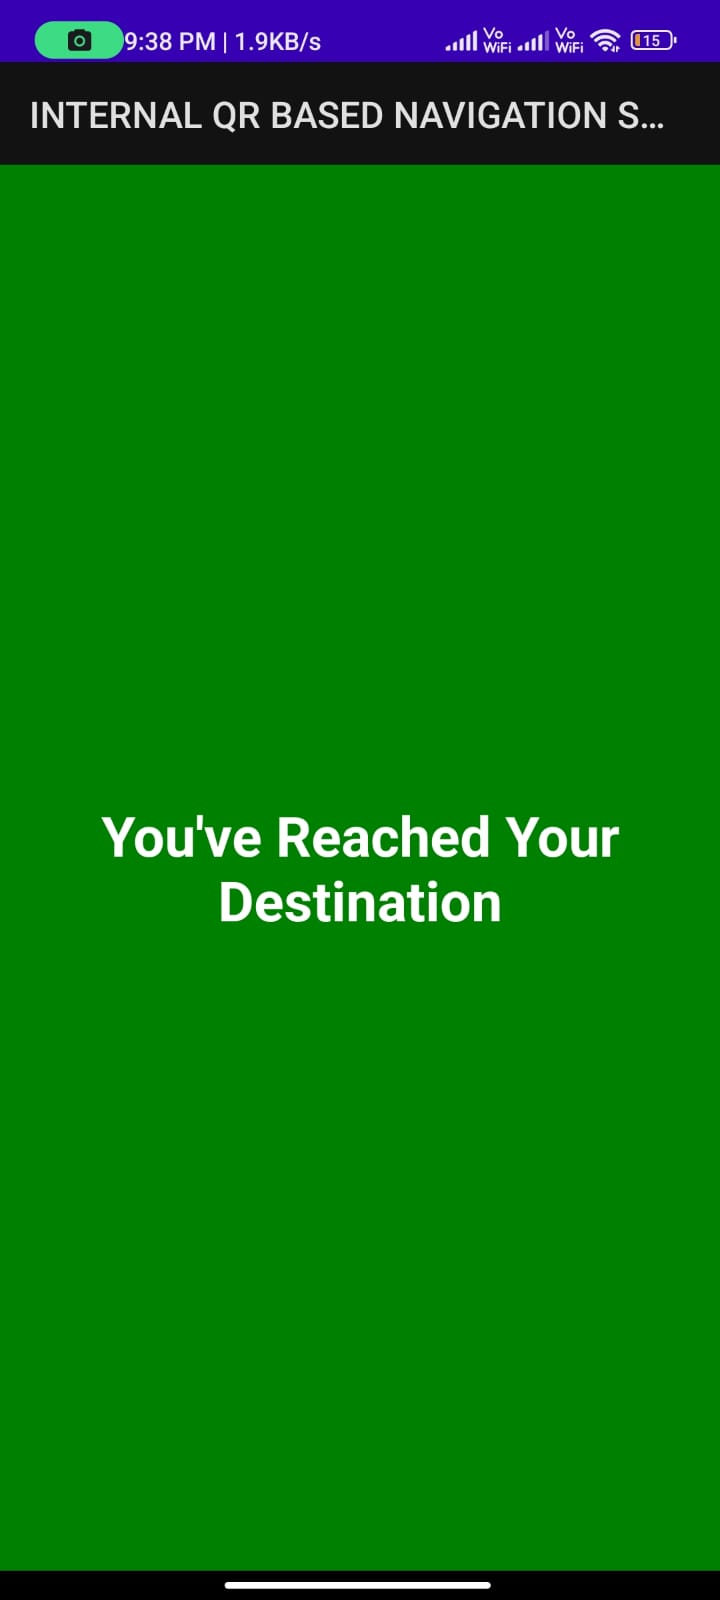 9:38 PM | 1.9KB/s Vo WiFi Vo WiFi 15
INTERNAL QR BASED NAVIGATION S...
You've Reached Your
Destination